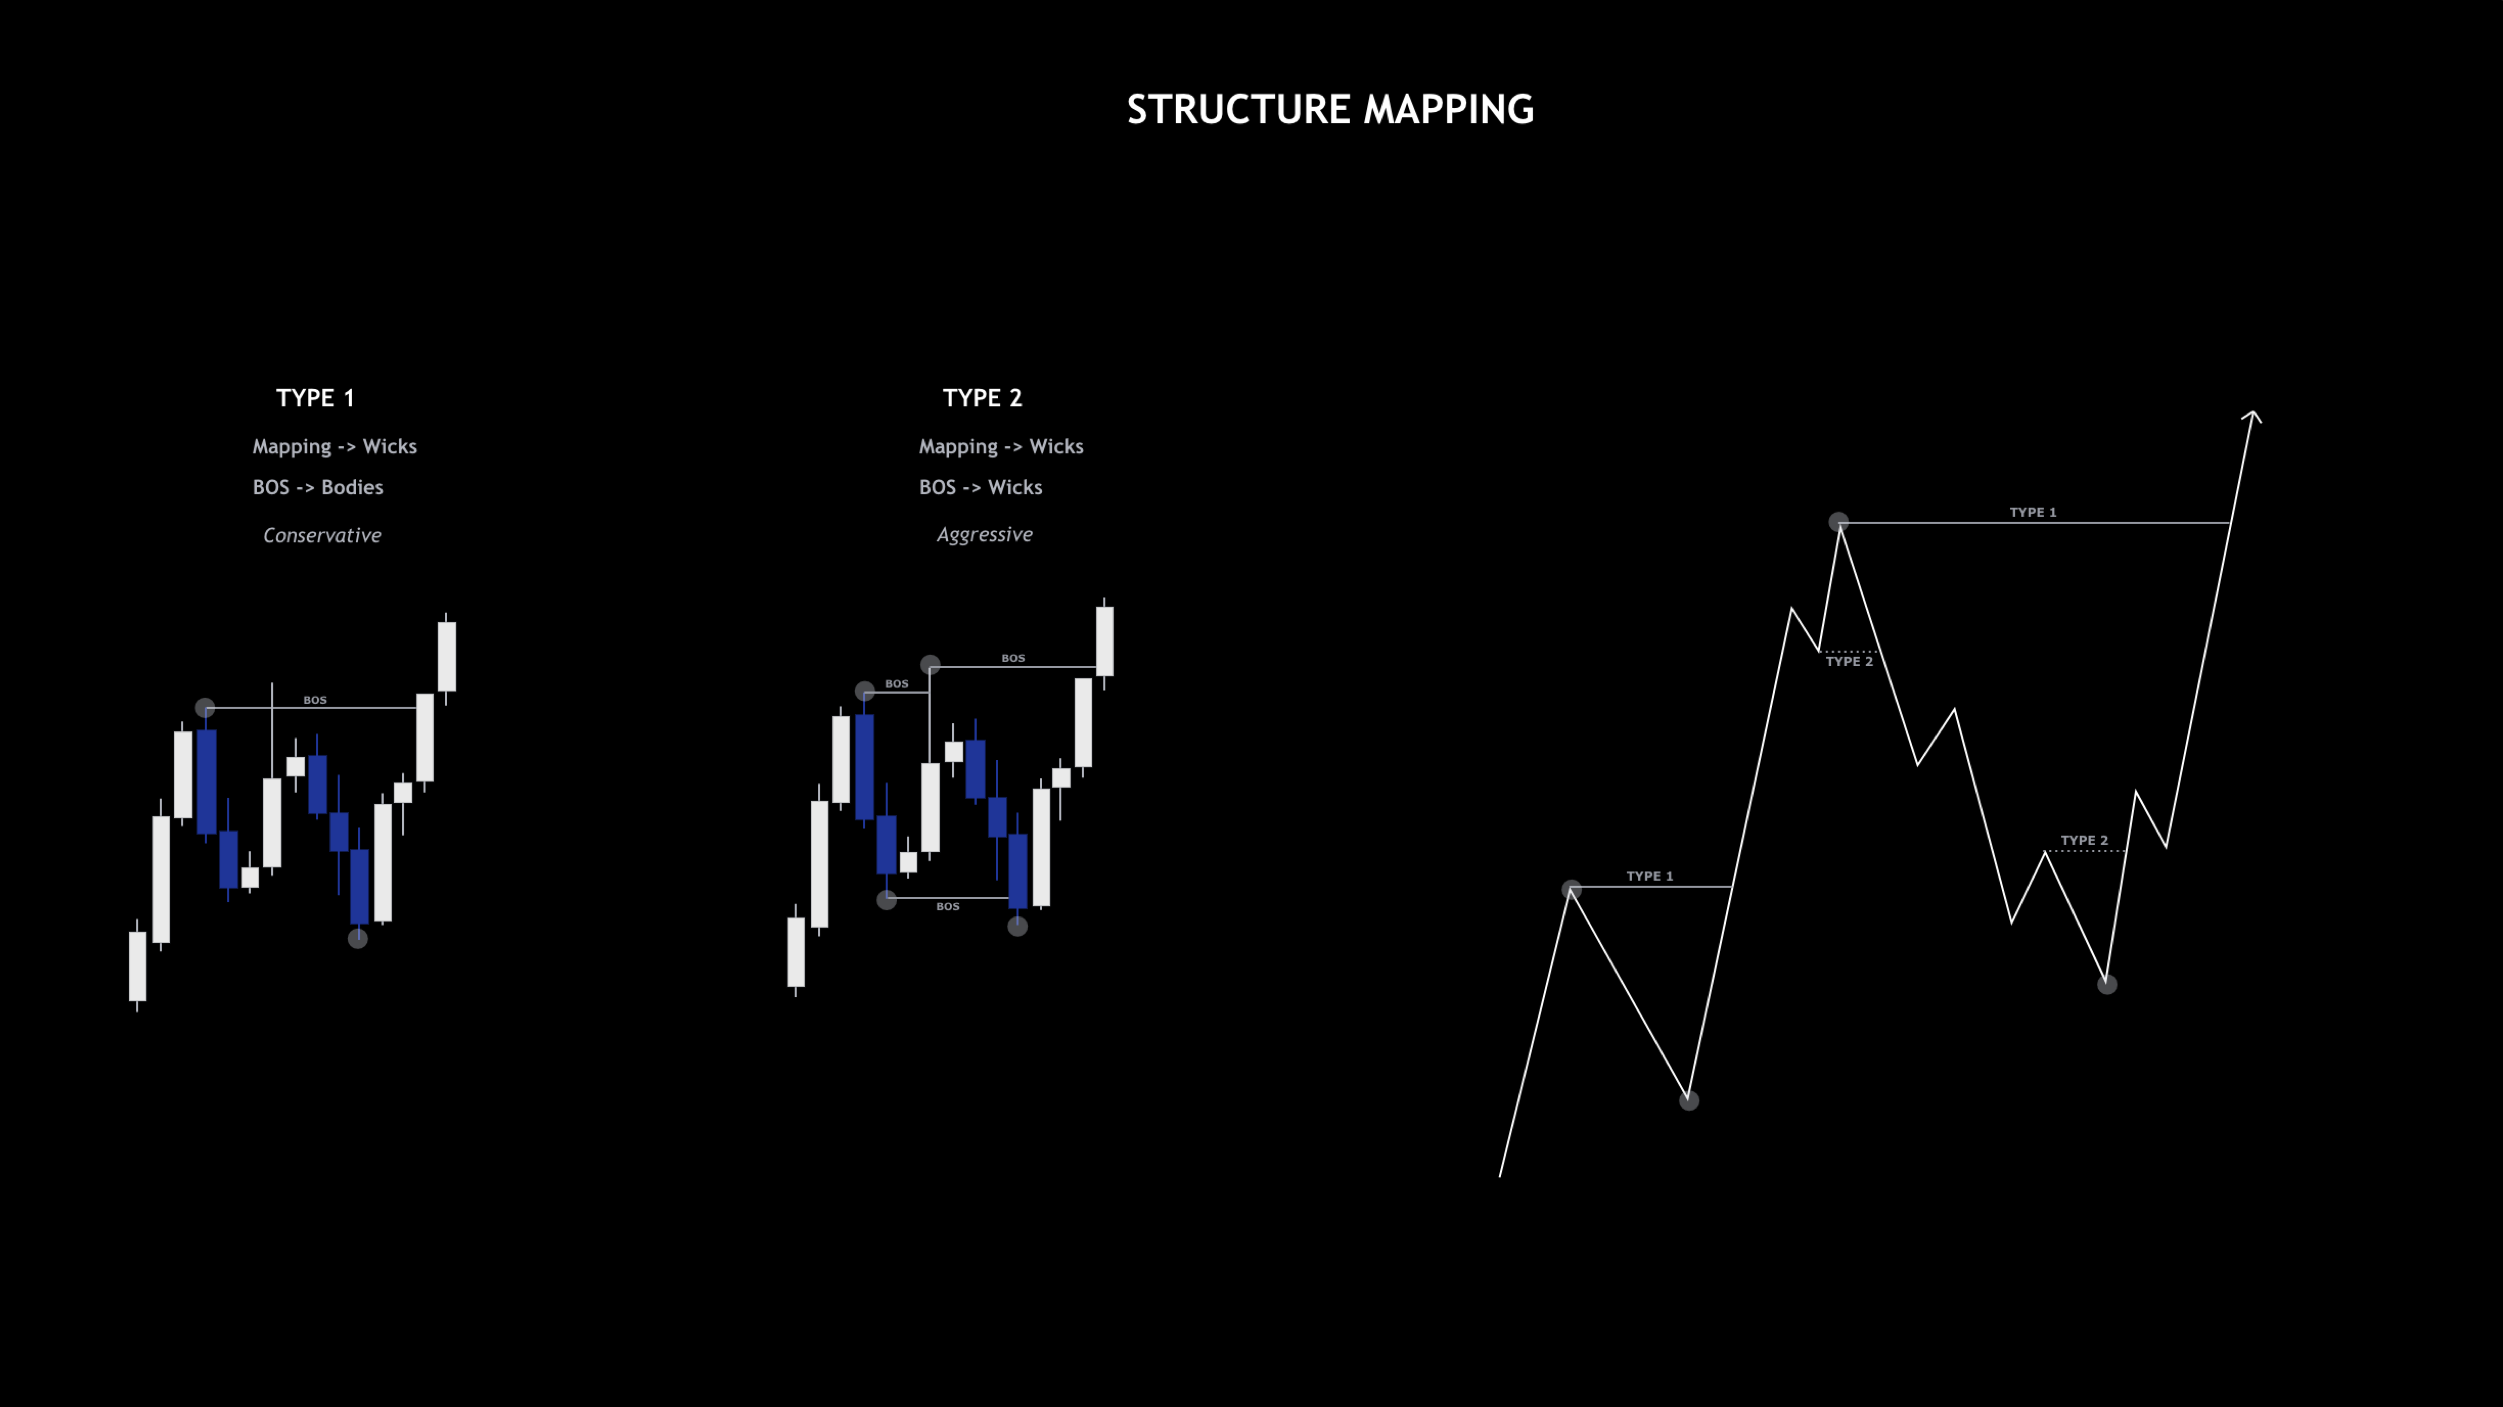 STRUCTURE MAPPING
TYPE 1
Mapping -> Wicks
BOS -> Bodies
Conservative
BOS
TYPE 2
Mapping -> Wicks
BOS -> Wicks
Aggressive
BOS
BOS
BOS
TYPE 1
TYPE 2
TYPE 2
TYPE 1